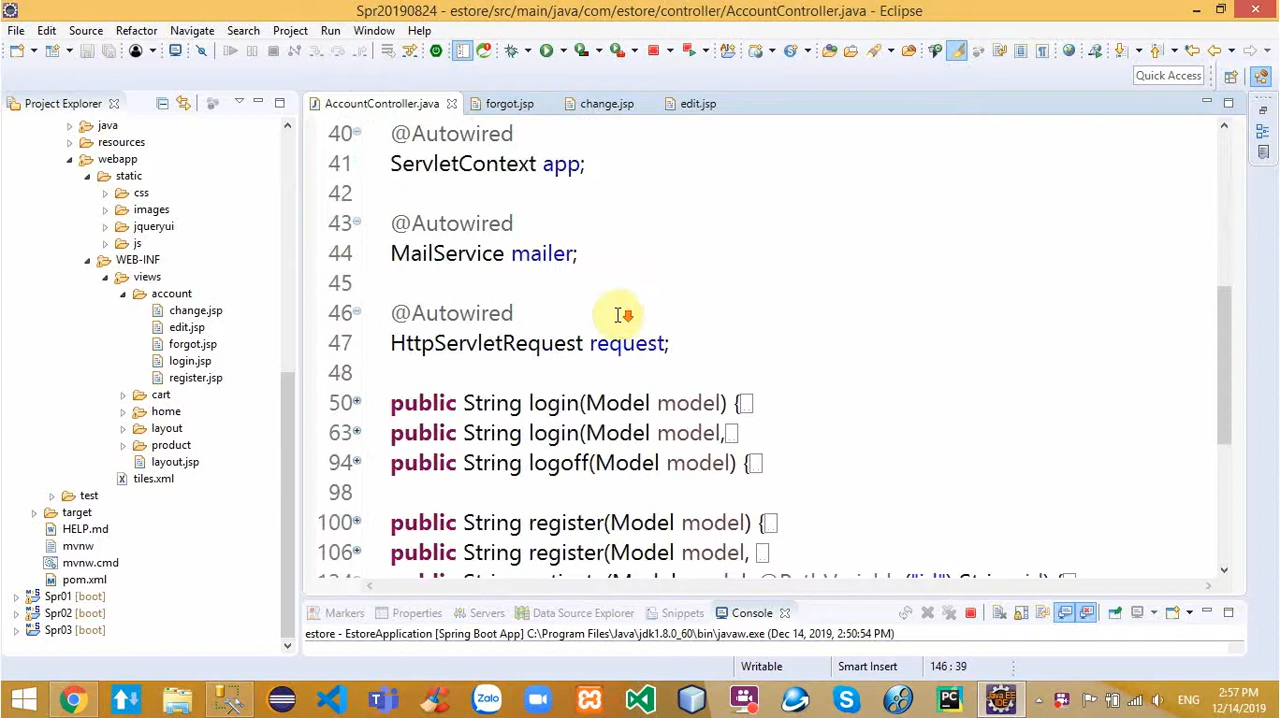 Spr20190824 - estore/src/main/java/com/estore/controller/AccountController.java - Eclipse
File Edit Source Refactor Navigate Search Project Run Window Help
Quick Access
Project Explorer
AccountController.java forgot.jsp change.jsp edit.jsp
java
resources
webapp
static
css
images
jqueryui
js
WEB-INF
views
account
change.jsp
edit.jsp
forgot.jsp
login.jsp
register.jsp
cart
home
layout
product
layout.jsp
tiles.xml
test
target
HELP.md
mvnw
mvnw.cmd
pom.xml
Spr01 [boot]
Spr02 [boot]
Spr03 [boot]
40 @Autowired
41 ServletContext app;
42
43 @Autowired
44 MailService mailer;
45
46 @Autowired
47 HttpServletRequest request;
48
50 public String login(Model model) {
63 public String login(Model model,
94 public String logoff(Model model) {
98
100 public String register(Model model) {
106 public String register(Model model,
Markers Properties Servers Data Source Explorer Snippets Console
estore - EstoreApplication [Spring Boot App] C:\Program Files\Java\jdk1.8.0_60\bin\javaw.exe (Dec 14, 2019, 2:50:54 PM)
Writable Smart Insert 146 : 39
Zalo
PC
Java EE
IDE
ENG
2:57 PM
12/14/2019